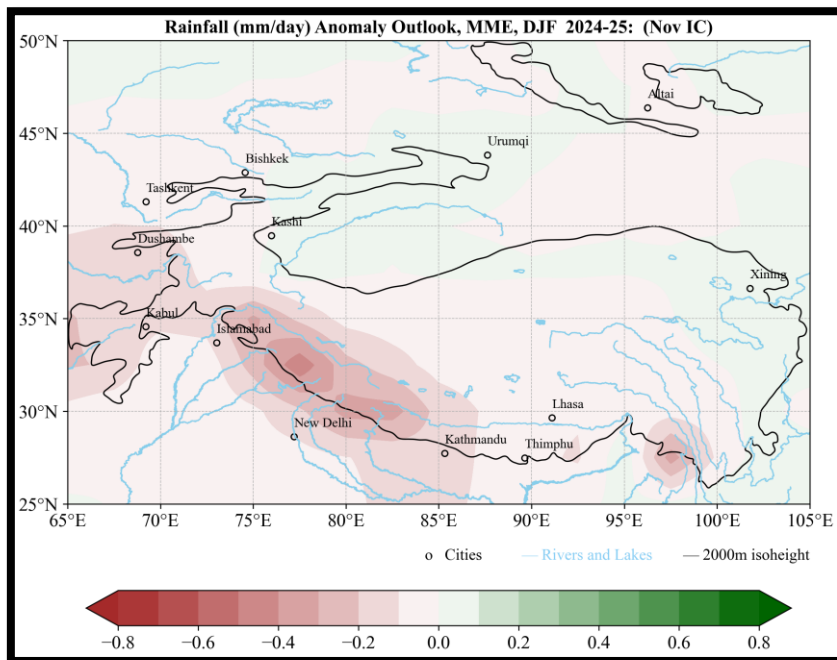 Rainfall (mm/day) Anomaly Outlook, MME, DJF 2024-25: (Nov IC)
50°N
45°N
40°N
35°N
30°N
25°N
Altai
Urumqi
Bishkek
Tashkent
Kashi
Dushambe
Xining
Kabul
Islamabad
Lhasa
New Delhi
Kathmandu
Thimphu
65°E 70°E 75°E 80°E 85°E 90°E 95°E 100°E 105°E
Cities Rivers and Lakes 2000m isoheight
−0.8 −0.6 −0.4 −0.2 0.0 0.2 0.4 0.6 0.8